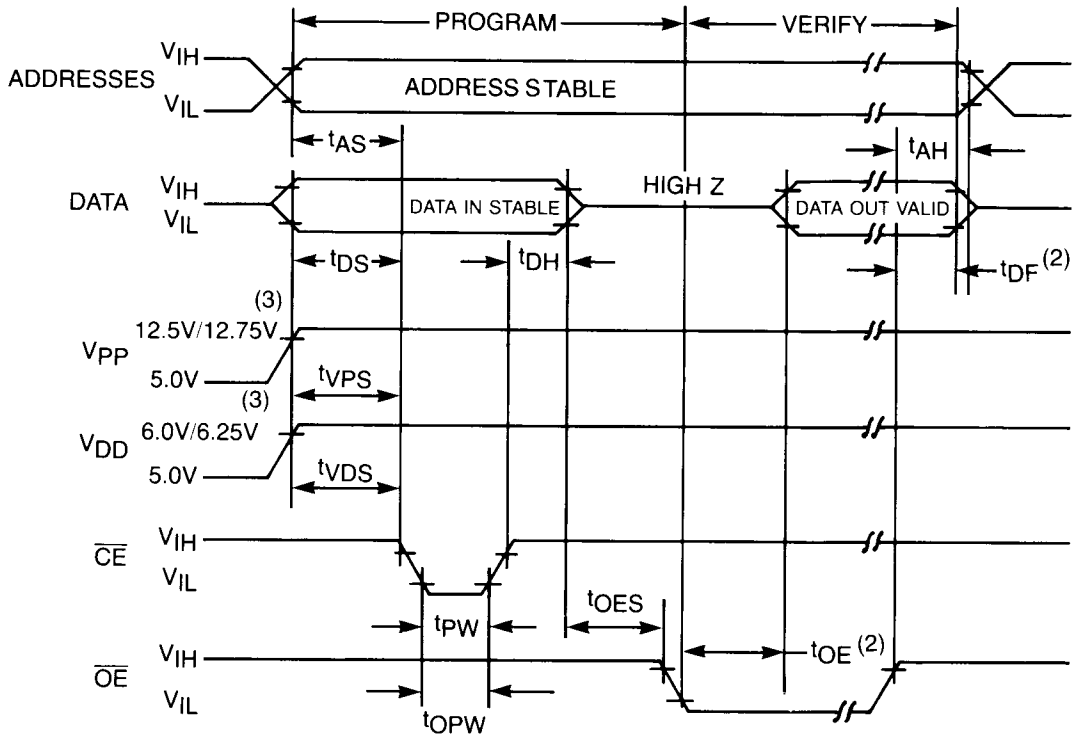 PROGRAM
VERIFY
ADDRESSES
VIH
VIL
ADDRESS STABLE
tAS
tAH
DATA
VIH
VIL
DATA IN STABLE
HIGH Z
DATA OUT VALID
tDS
tDH
tDF (2)
(3)
12.5V/12.75V
VPP
5.0V
tVPS
(3)
6.0V/6.25V
VDD
5.0V
tVDS
CE
VIH
VIL
tPW
tOES
OE
VIH
VIL
tOE (2)
tOPW